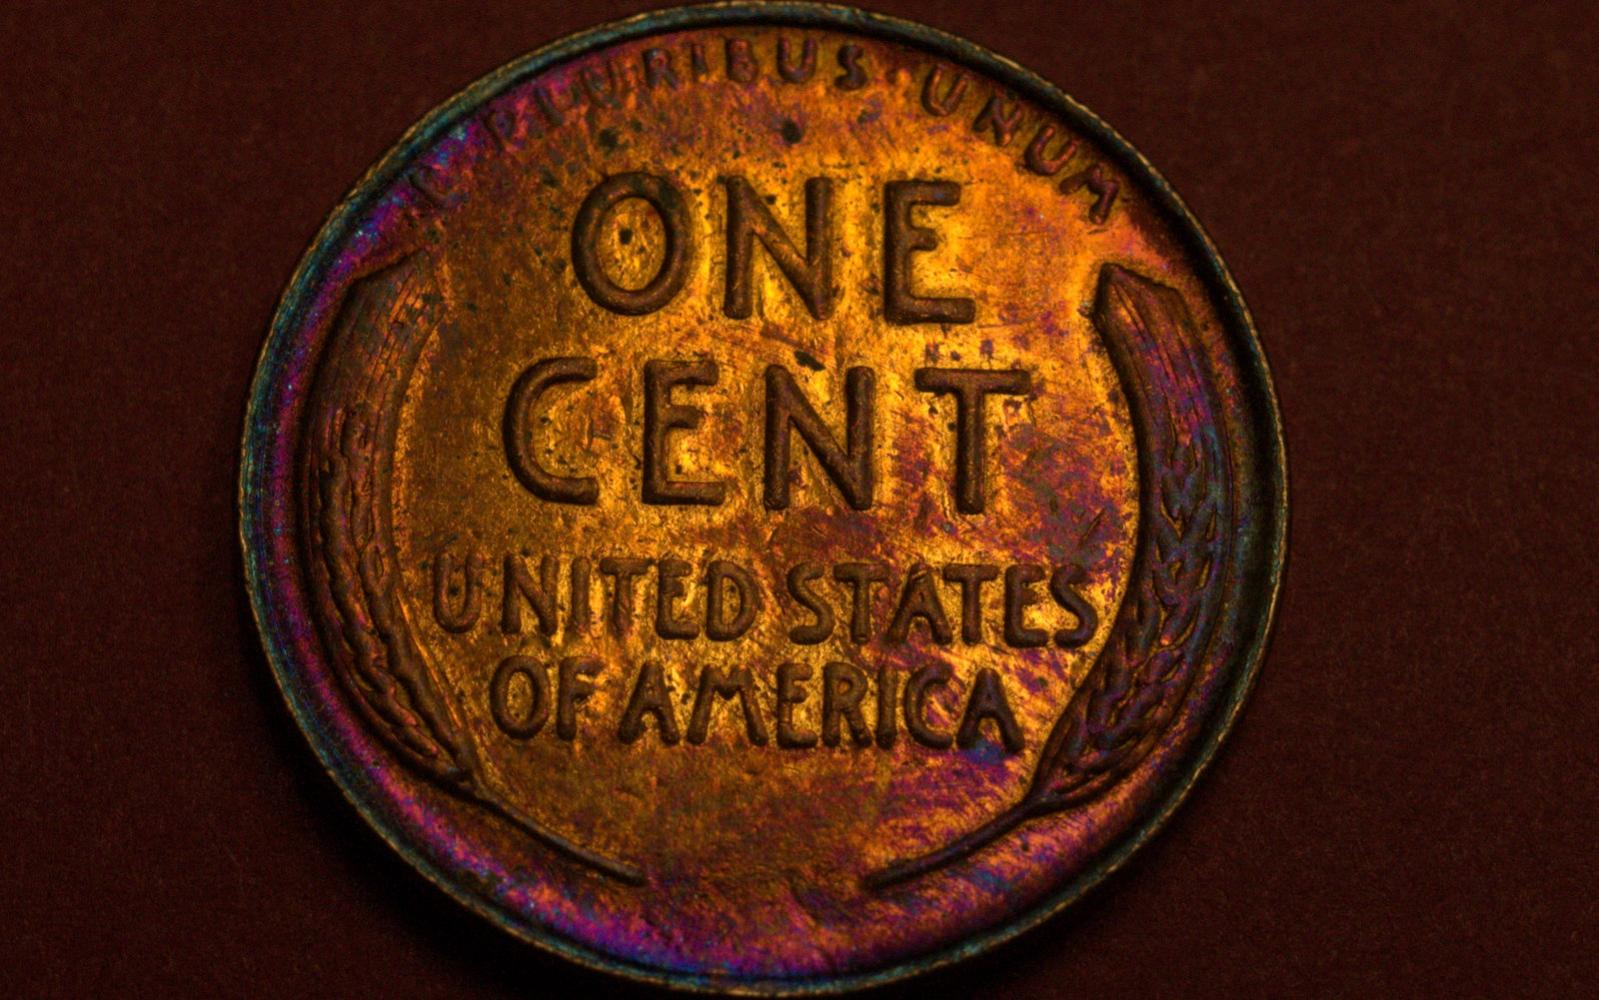 E PLURIBUS·UNUM
ONE
CENT
UNITED STATES
OF AMERICA